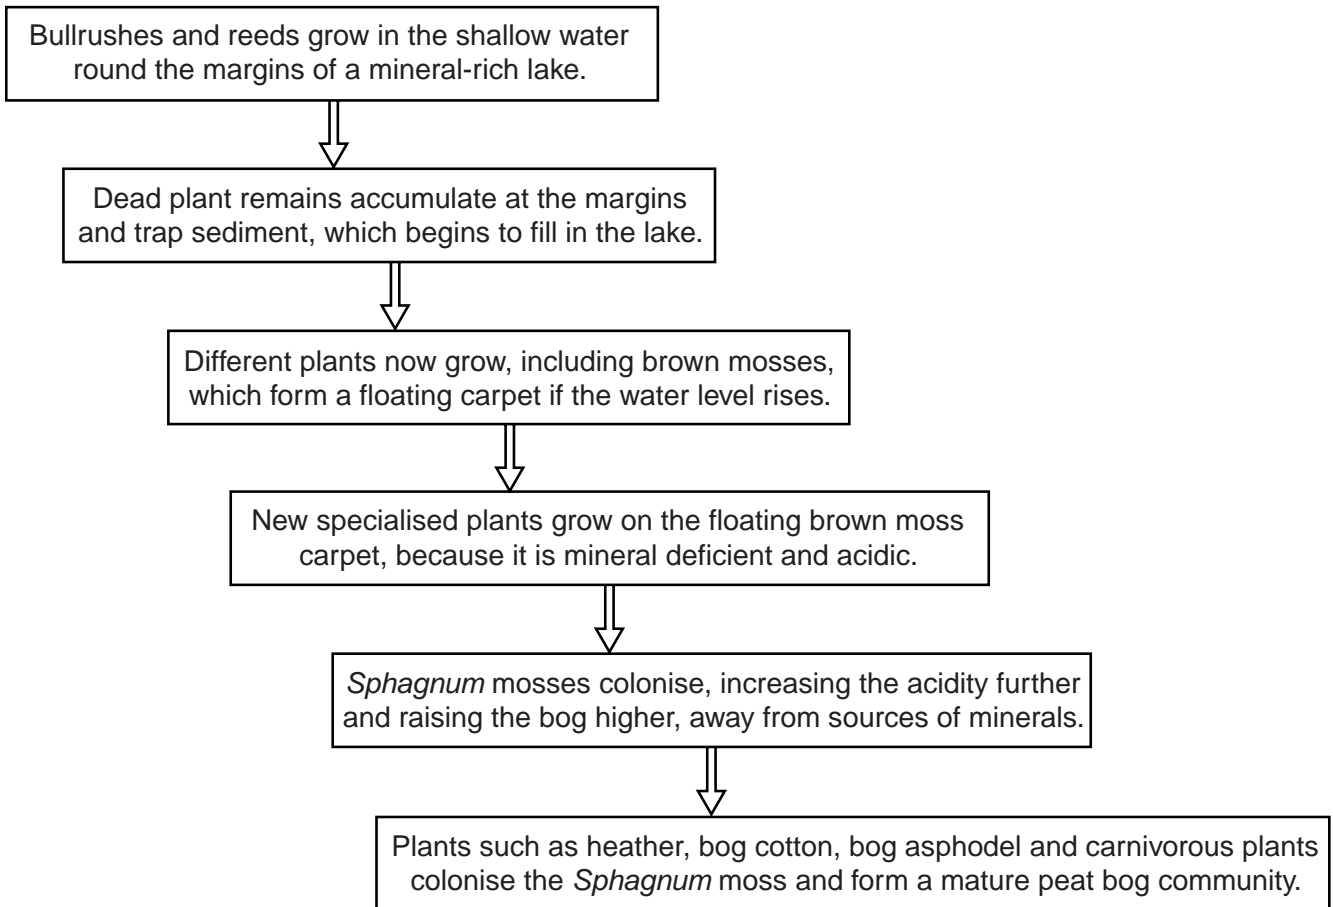 Bullrushes and reeds grow in the shallow water
round the margins of a mineral-rich lake.
Dead plant remains accumulate at the margins
and trap sediment, which begins to fill in the lake.
Different plants now grow, including brown mosses,
which form a floating carpet if the water level rises.
New specialised plants grow on the floating brown moss
carpet, because it is mineral deficient and acidic.
Sphagnum mosses colonise, increasing the acidity further
and raising the bog higher, away from sources of minerals.
Plants such as heather, bog cotton, bog asphodel and carnivorous plants
colonise the Sphagnum moss and form a mature peat bog community.